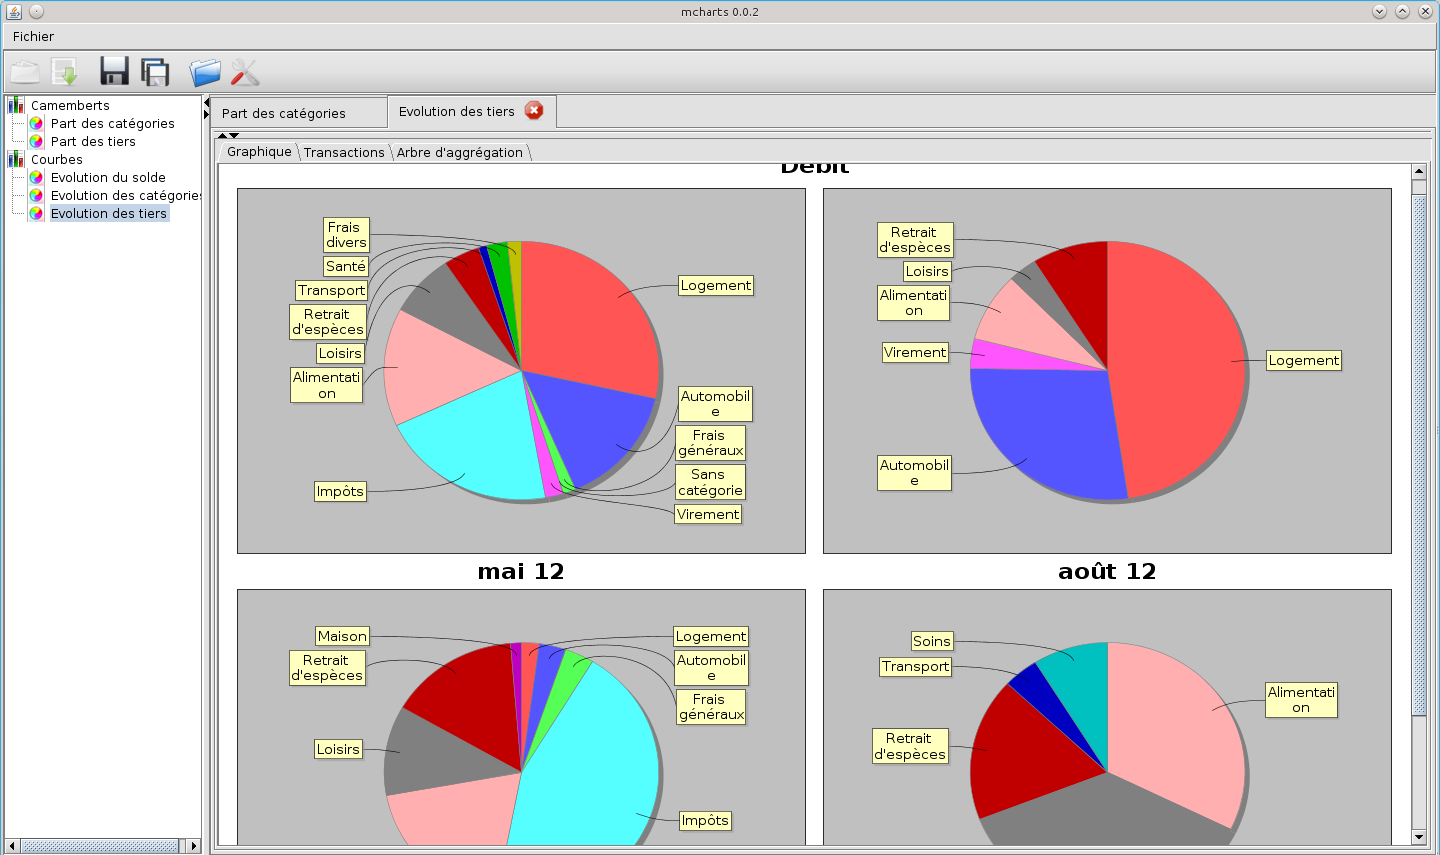 mcharts 0.0.2
Fichier
Camemberts
Part des catégories
Part des tiers
Courbes
Evolution du solde
Evolution des catégories
Evolution des tiers
Part des catégories
Evolution des tiers
Graphique
Transactions
Arbre d'aggrégation
Débit
Frais
divers
Santé
Transport
Retrait
d'espèces
Loisirs
Alimentati
on
Impôts
Logement
Automobil
e
Frais
généraux
Sans
catégorie
Virement
Retrait
d'espèces
Loisirs
Alimentati
on
Virement
Automobil
e
Logement
mai 12
août 12
Maison
Retrait
d'espèces
Loisirs
Logement
Automobil
e
Frais
généraux
Impôts
Soins
Transport
Retrait
d'espèces
Alimentati
on